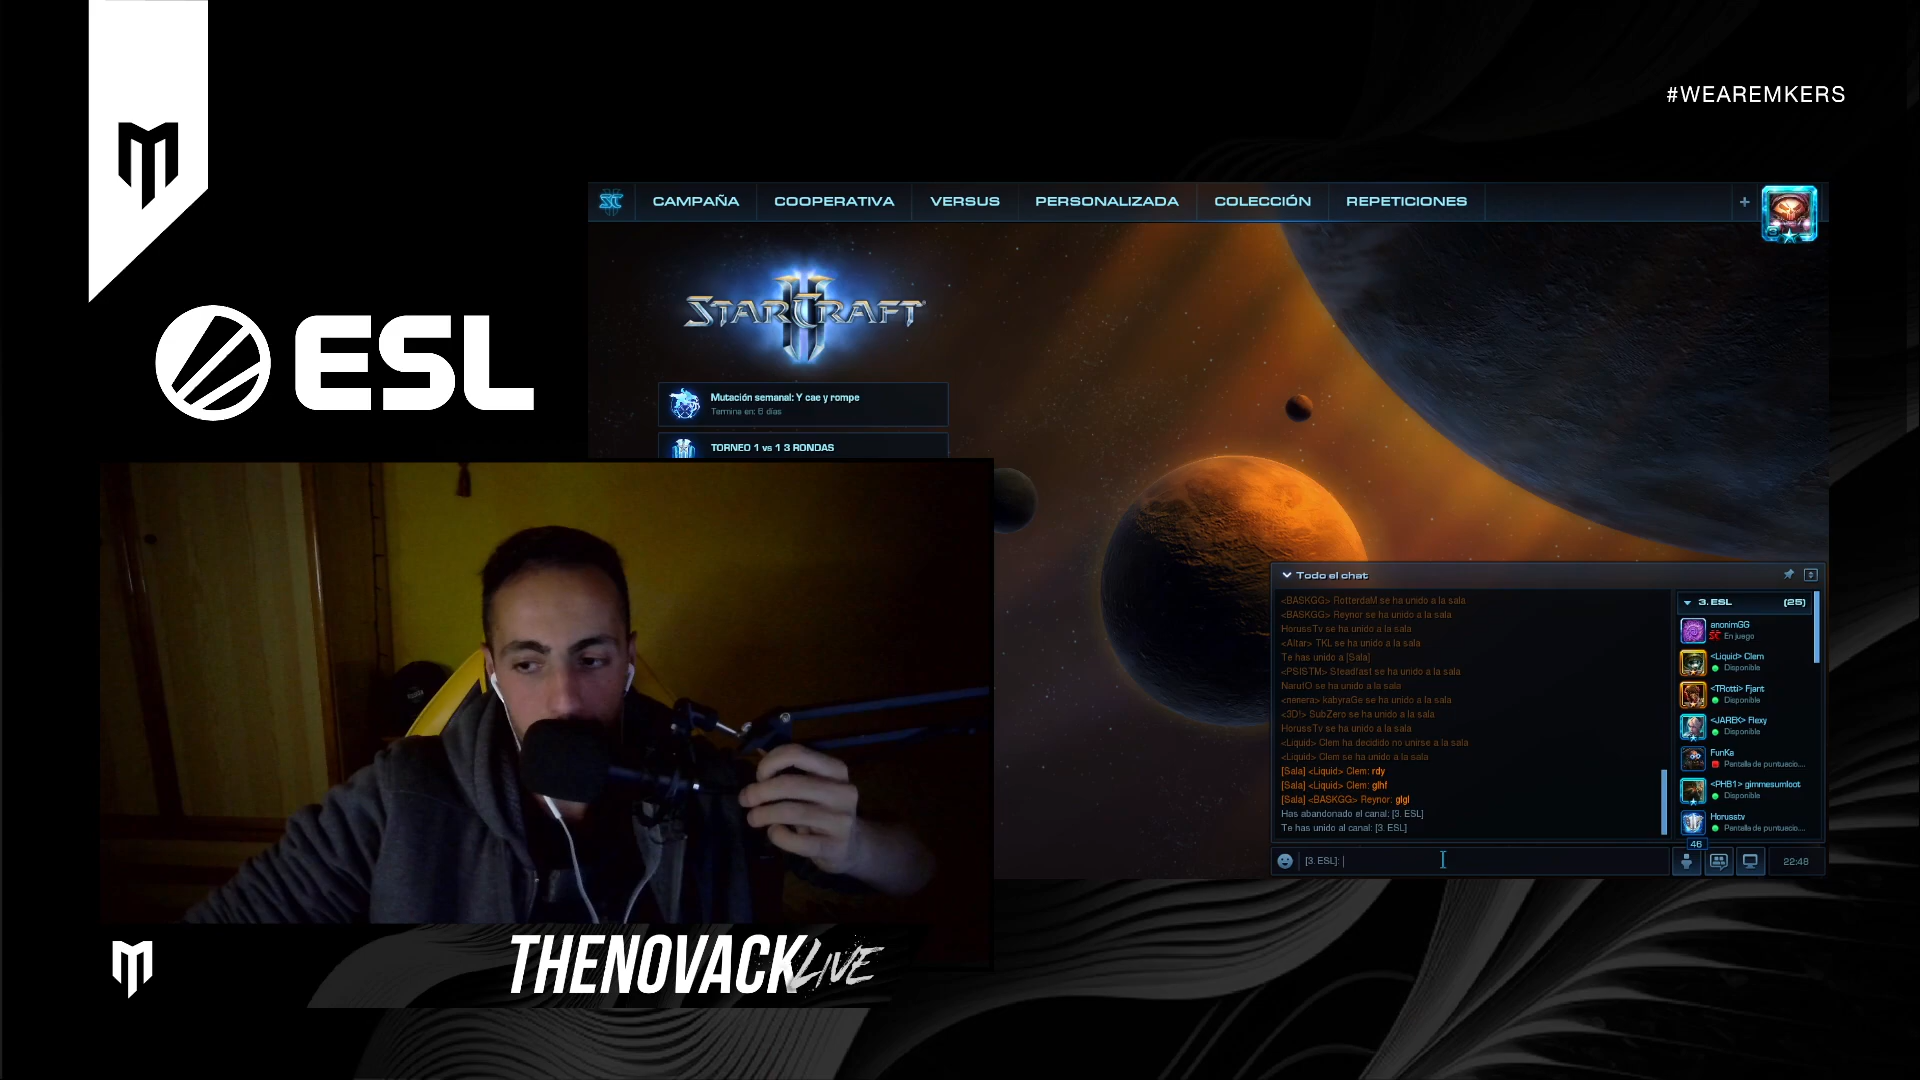 #WEAREMKERS
CAMPAÑA
COOPERATIVA
VERSUS
PERSONALIZADA
COLECCIÓN
REPETICIONES
+
STARCRAFT
II
ESL
Mutación semanal: Y cae y rompe
Termina en: 6 días
TORNEO 1 vs 1 3 RONDAS
Todo el chat
<BASKGG> RotterdaM se ha unido a la sala
<BASKGG> Reynor se ha unido a la sala
HorussTv se ha unido a la sala
<Altar> TKL se ha unido a la sala
Te has unido a [Sala]
<PSISTM> Steadfast se ha unido a la sala
NarutO se ha unido a la sala
kabyraGe se ha unido a la sala
<3D!> SubZero se ha unido a la sala
HorussTv se ha unido a la sala
<Liquid> Clem ha decidido no unirse a la sala
<Liquid> Clem se ha unido a la sala
[Sala] <Liquid> Clem: rdy
[Sala] <Liquid> Clem: glhf
[Sala] <BASKGG> Reynor: glgl
Has abandonado el canal: [3. ESL]
Te has unido al canal: [3. ESL]
[3. ESL]:
3. ESL (25)
anonimGG
En juego
<Liquid> Clem
Disponible
<TRotti> Fjant
Disponible
<JAREK> Flexy
Disponible
FunKa
Pantalla de puntuacio...
<PHB1> gimmesumloot
Disponible
Horusstv
Pantalla de puntuacio...
46
22:48
THENOVACK LIVE